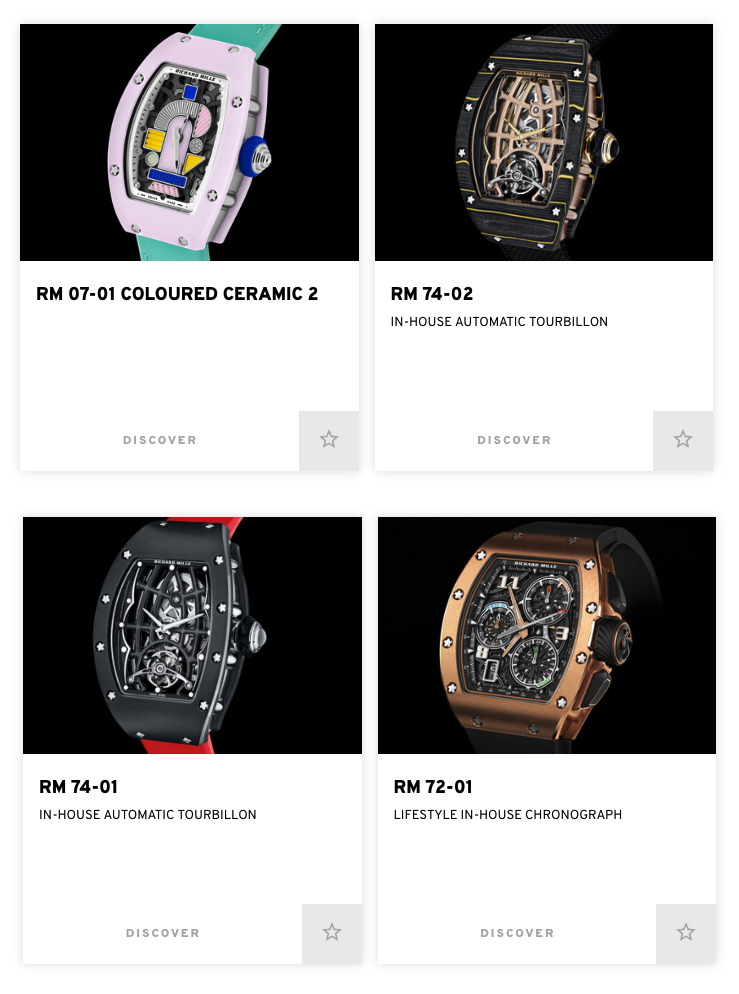 RICHARD MILLE
RICHARD MILLE
RM 07-01 COLOURED CERAMIC 2
RM 74-02
IN-HOUSE AUTOMATIC TOURBILLON
DISCOVER
DISCOVER
RICHARD MILLE
RICHARD MILLE
11
RM 74-01
RM 72-01
IN-HOUSE AUTOMATIC TOURBILLON
LIFESTYLE IN-HOUSE CHRONOGRAPH
DISCOVER
DISCOVER